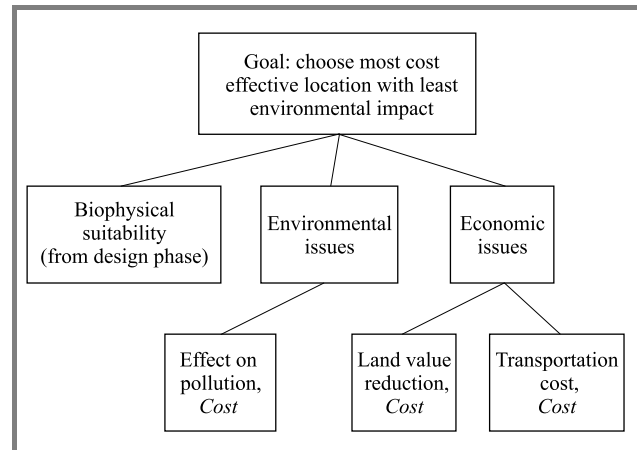 Goal: choose most cost
effective location with least
environmental impact
Biophysical
suitability
(from design phase)
Environmental
issues
Economic
issues
Effect on
pollution,
Cost
Land value
reduction,
Cost
Transportation
cost,
Cost